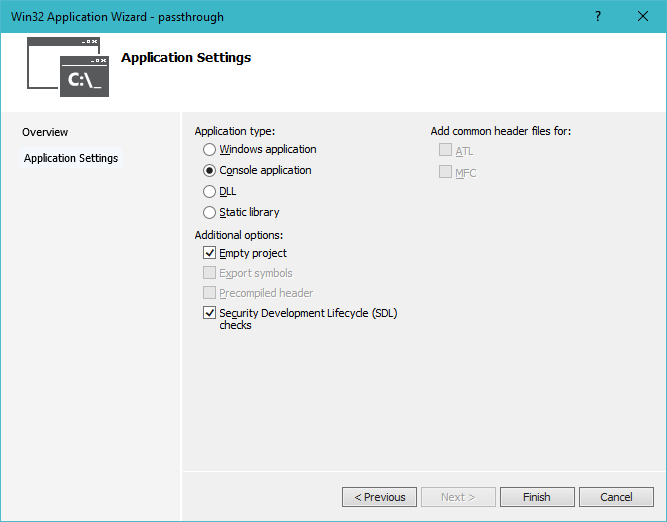 Win32 Application Wizard - passthrough
?
C:\_
Application Settings
Overview
Application Settings
Application type:
Windows application
Console application
DLL
Static library
Additional options:
Empty project
Export symbols
Precompiled header
Security Development Lifecycle (SDL)
checks
Add common header files for:
ATL
MFC
< Previous
Next >
Finish
Cancel